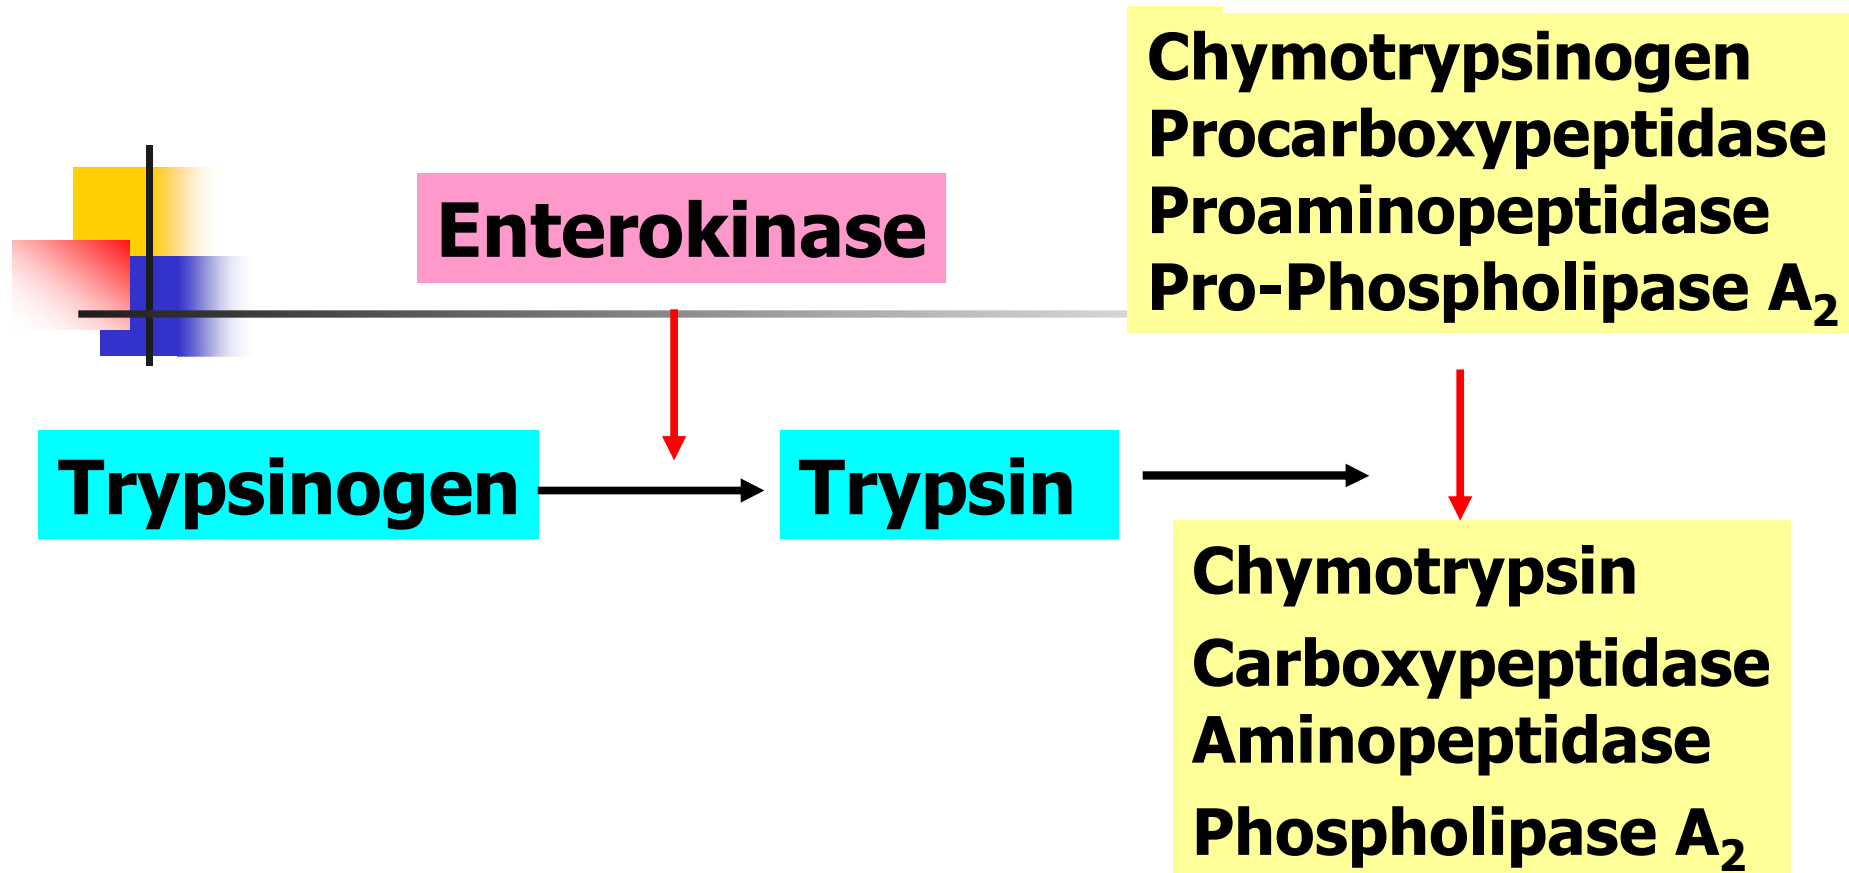 Chymotrypsinogen
Procarboxypeptidase
Proaminopeptidase
Pro-Phospholipase A₂
Enterokinase
Trypsinogen
Trypsin
Chymotrypsin
Carboxypeptidase
Aminopeptidase
Phospholipase A₂